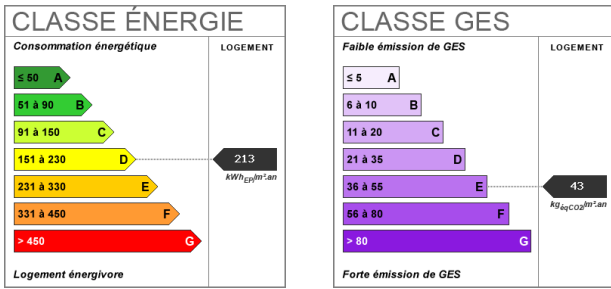 CLASSE ÉNERGIE
Consommation énergétique
LOGEMENT
≤ 50 A
51 à 90 B
91 à 150 C
151 à 230 D
213
kWhEP/m².an
231 à 330 E
331 à 450 F
> 450 G
Logement énergivore
CLASSE GES
Faible émission de GES
LOGEMENT
≤ 5 A
6 à 10 B
11 à 20 C
21 à 35 D
36 à 55 E
43
kgéqCO2/m².an
56 à 80 F
> 80 G
Forte émission de GES